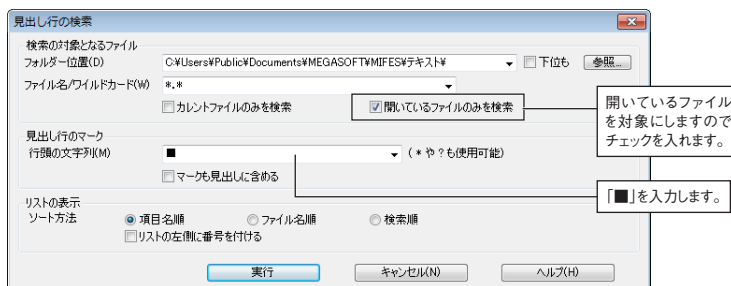 見出し行の検索
検索の対象となるファイル
フォルダー位置(D) C:¥Users¥Public¥Documents¥MEGASOFT¥MIFES¥テキスト¥ 下位も 参照...
ファイル名/ワイルドカード(W) *.*
カレントファイルのみを検索 開いているファイルのみを検索
開いているファイル
を対象にしますので
チェックを入れます。
見出し行のマーク
行頭の文字列(M) ■ (*や?も使用可能)
マークも見出しに含める
「■」を入力します。
リストの表示
ソート方法 項目名順 ファイル名順 検索順
リストの左側に番号を付ける
実行 キャンセル(N) ヘルプ(H)